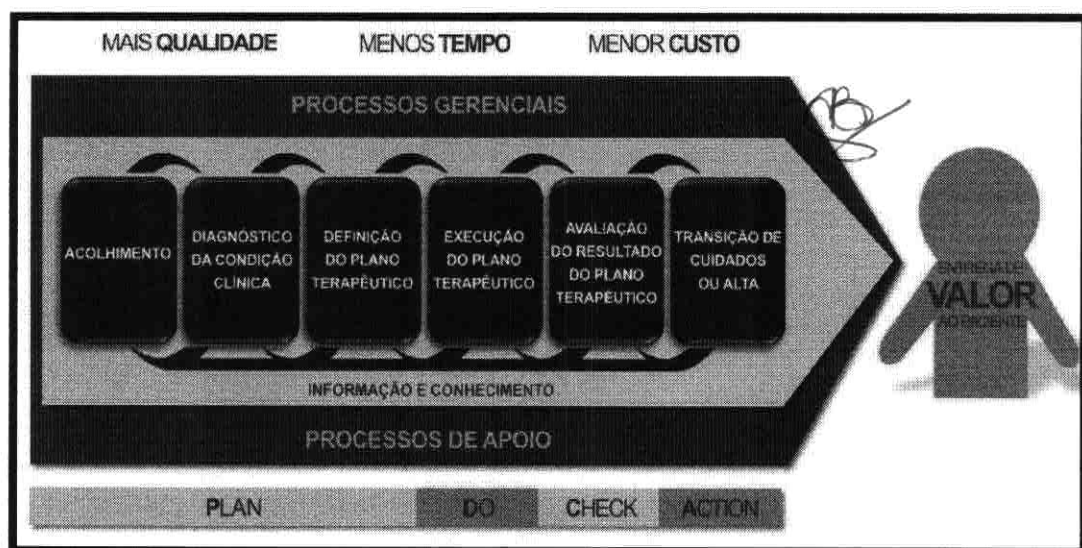 MAIS QUALIDADE MENOS TEMPO MENOR CUSTO
PROCESSOS GERENCIAIS
ACOLHIMENTO
DIAGNÓSTICO
DA CONDIÇÃO
CLÍNICA
DEFINIÇÃO
DO PLANO
TERAPÊUTICO
EXECUÇÃO
DO PLANO
TERAPÊUTICO
AVALIAÇÃO
DO RESULTADO
DO PLANO
TERAPÊUTICO
TRANSIÇÃO DE
CUIDADOS
OU ALTA
ENTREGA DE
VALOR
AO PACIENTE
INFORMAÇÃO E CONHECIMENTO
PROCESSOS DE APOIO
PLAN DO CHECK ACTION